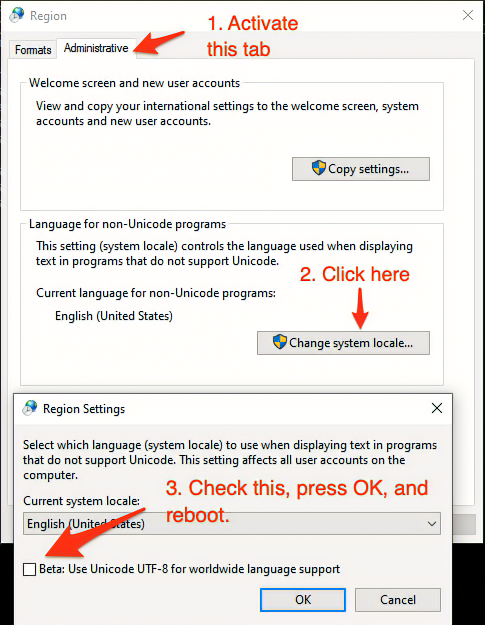 Region
1. Activate
this tab
Formats
Administrative
Welcome screen and new user accounts
View and copy your international settings to the welcome screen, system
accounts and new user accounts.
Copy settings...
Language for non-Unicode programs
This setting (system locale) controls the language used when displaying
text in programs that do not support Unicode.
2. Click here
Current language for non-Unicode programs:
English (United States)
Change system locale...
Region Settings
Select which language (system locale) to use when displaying text in programs
that do not support Unicode. This setting affects all user accounts on the
computer.
3. Check this, press OK, and
reboot.
Current system locale:
English (United States)
Beta: Use Unicode UTF-8 for worldwide language support
OK
Cancel